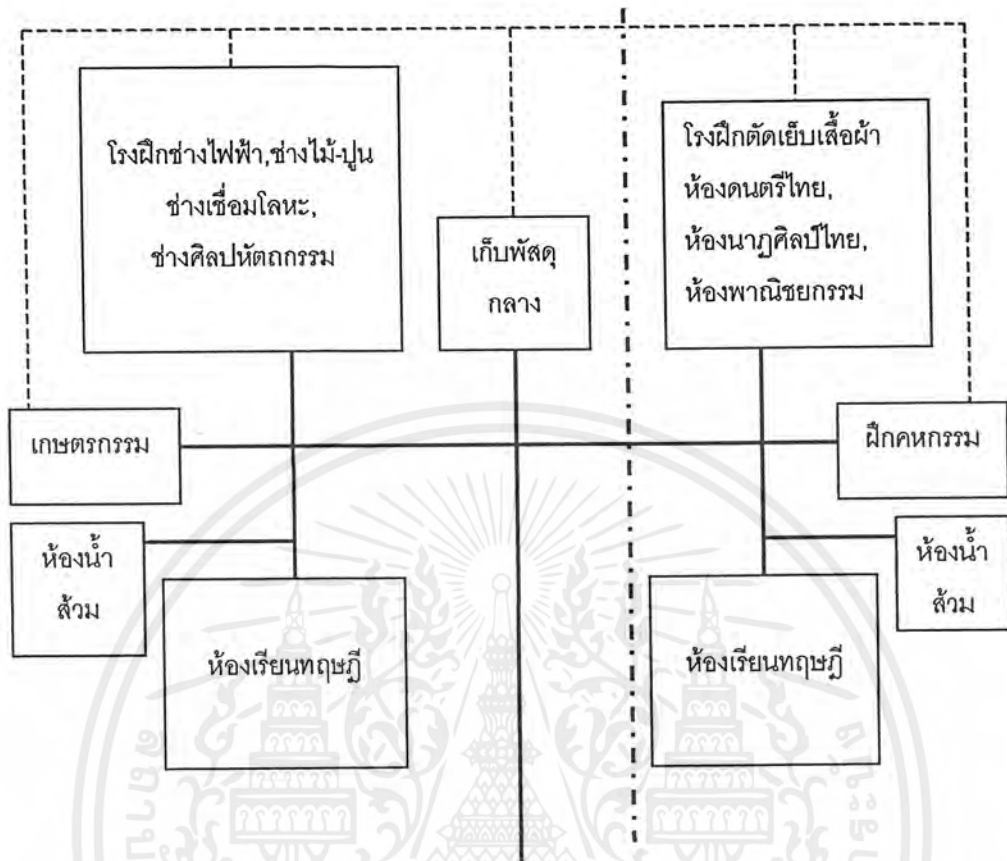 โรงฝึกช่างไฟฟ้า,ช่างไม้-ปูน
ช่างเชื่อมโลหะ,
ช่างศิลปหัตถกรรม
เก็บพัสดุ
กลาง
โรงฝึกตัดเย็บเสื้อผ้า
ห้องดนตรีไทย,
ห้องนาฏศิลป์ไทย,
ห้องพาณิชยกรรม
เกษตรกรรม
ฝึกคหกรรม
ห้องน้ำ
ส้วม
ห้องเรียนทฤษฎี
ห้องเรียนทฤษฎี
ห้องน้ำ
ส้วม